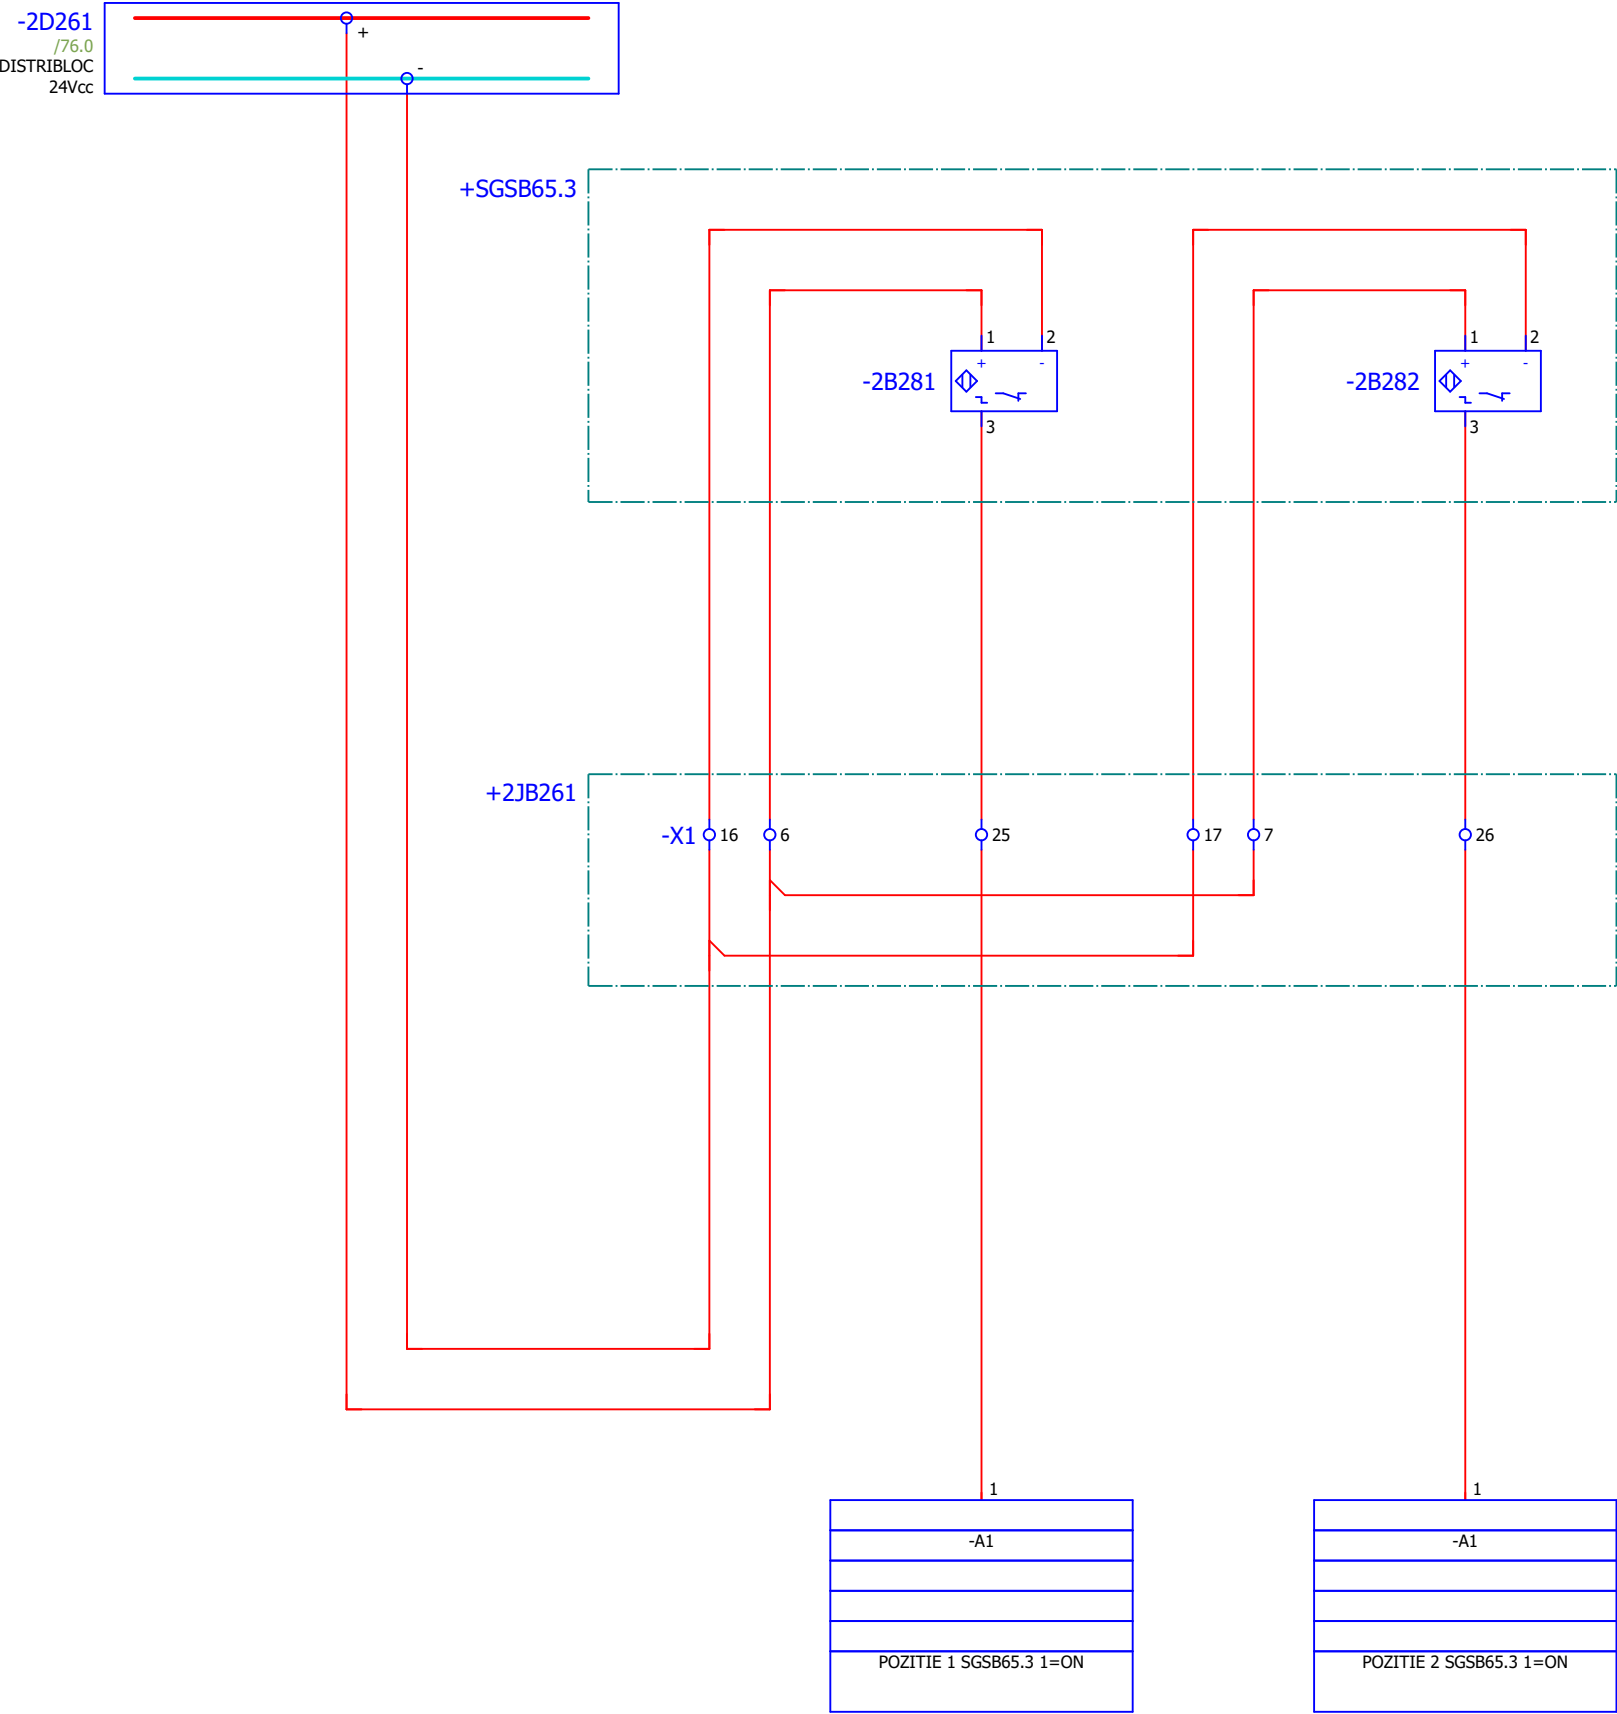 -2D261
+
/76.0
DISTRIBLOC
-
24Vcc
+SGSB65.3
1 2
1 2
+ -
+ -
-2B281
-2B282
3
3
+2JB261
-X1 16 6 25 17 7 26
1
1
-A1
-A1
POZITIE 1 SGSB65.3 1=ON
POZITIE 2 SGSB65.3 1=ON